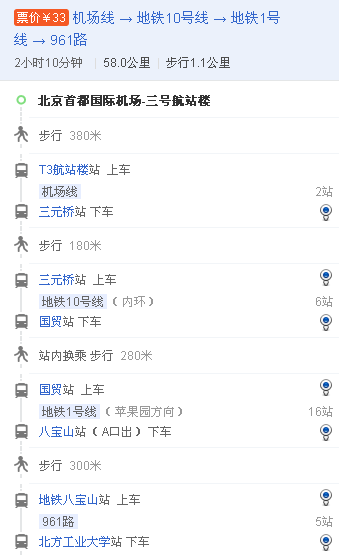 票价￥33 机场线 → 地铁10号线 → 地铁1号
线 → 961路
2小时10分钟 | 58.0公里 | 步行1.1公里
北京首都国际机场-三号航站楼
步行 380米
T3航站楼站 上车
机场线 2站
三元桥站 下车
步行 180米
三元桥站 上车
地铁10号线 ( 内环 ) 6站
国贸站 下车
站内换乘 步行 280米
国贸站 上车
地铁1号线 ( 苹果园方向 ) 16站
八宝山站 ( A口出 ) 下车
步行 300米
地铁八宝山站 上车
961路 5站
北方工业大学站 下车